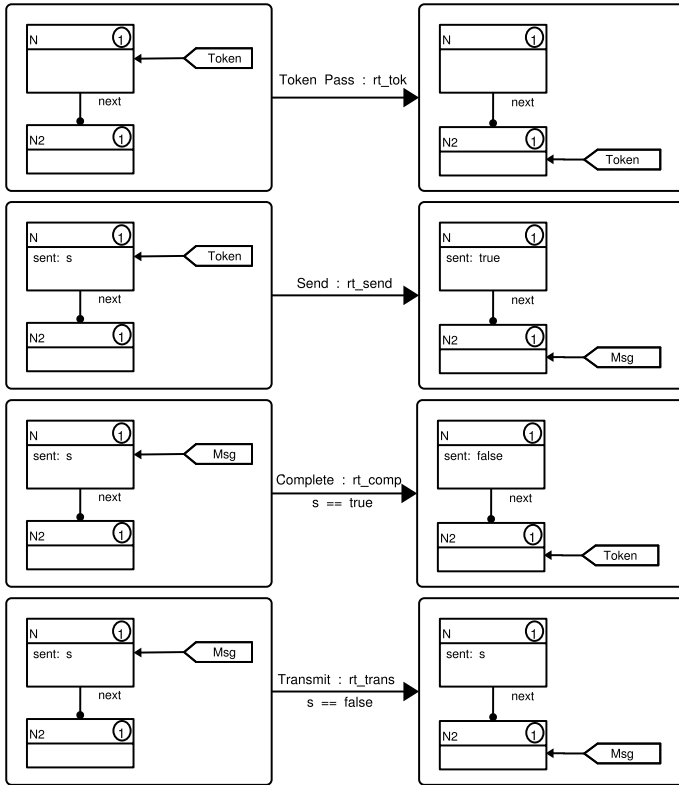 N 1
Token
next
N2 1
Token Pass : rt_tok
N 1
next
N2 1
Token
N 1
sent: s
Token
next
N2 1
Send : rt_send
N 1
sent: true
next
N2 1
Msg
N 1
sent: s
Msg
next
N2 1
Complete : rt_comp
s == true
N 1
sent: false
next
N2 1
Token
N 1
sent: s
Msg
next
N2 1
Transmit : rt_trans
s == false
N 1
sent: s
next
N2 1
Msg